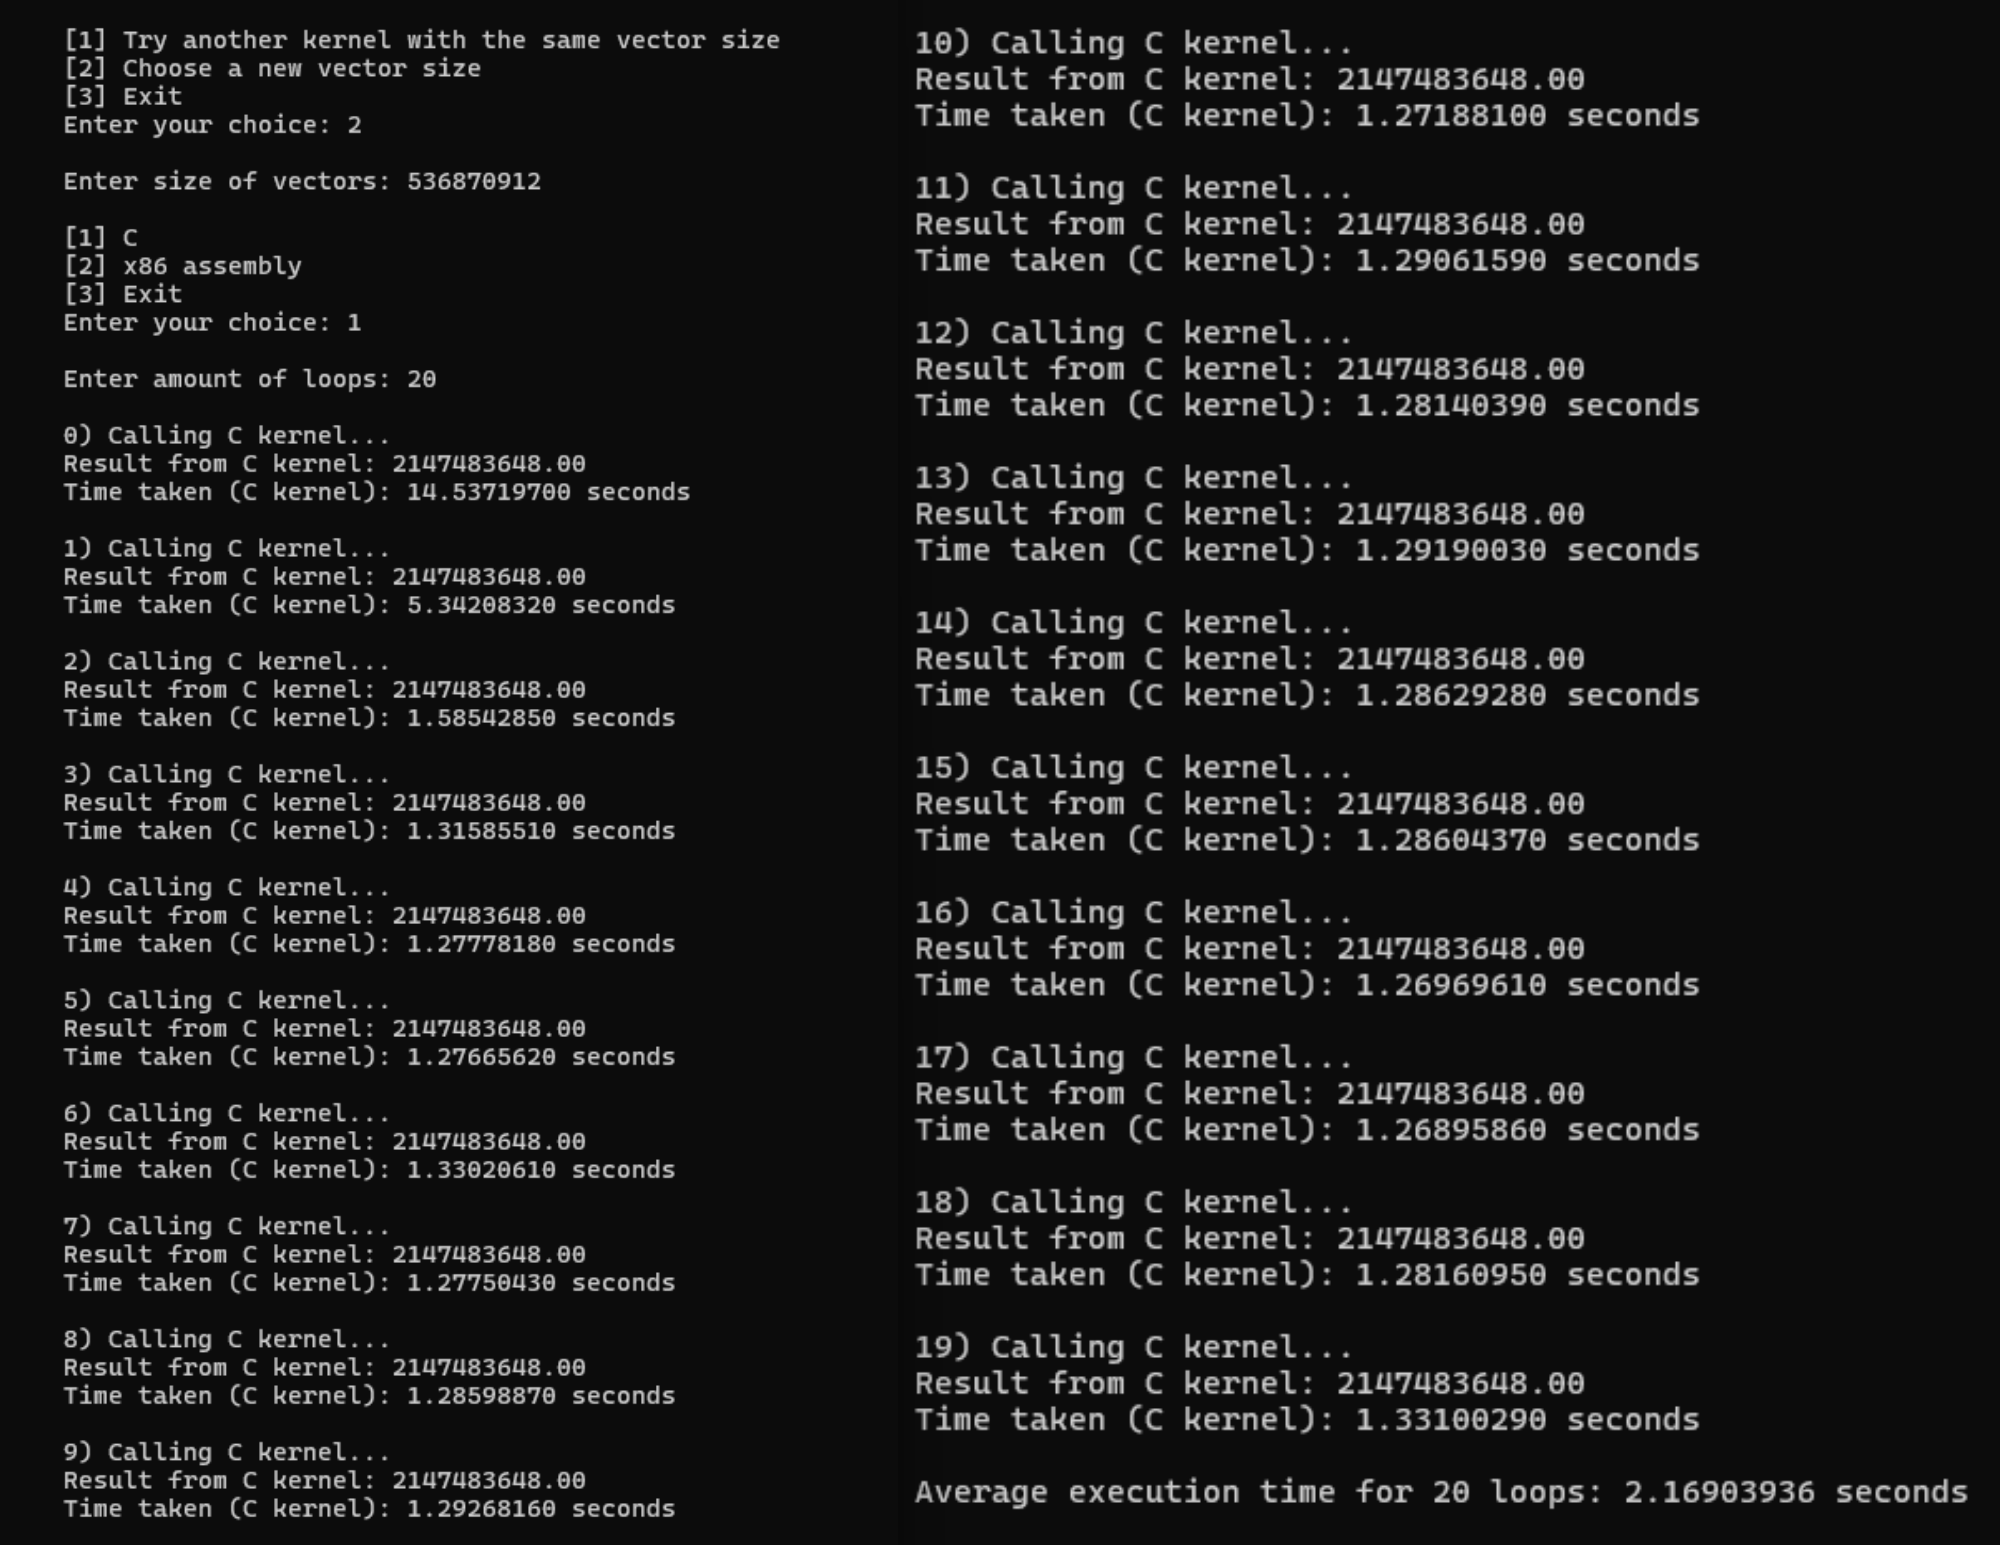 [1] Try another kernel with the same vector size
[2] Choose a new vector size
[3] Exit
Enter your choice: 2
Enter size of vectors: 536870912
[1] C
[2] x86 assembly
[3] Exit
Enter your choice: 1
Enter amount of loops: 20
0) Calling C kernel...
Result from C kernel: 2147483648.00
Time taken (C kernel): 14.53719700 seconds
1) Calling C kernel...
Result from C kernel: 2147483648.00
Time taken (C kernel): 5.34208320 seconds
2) Calling C kernel...
Result from C kernel: 2147483648.00
Time taken (C kernel): 1.58542850 seconds
3) Calling C kernel...
Result from C kernel: 2147483648.00
Time taken (C kernel): 1.31585510 seconds
4) Calling C kernel...
Result from C kernel: 2147483648.00
Time taken (C kernel): 1.27778180 seconds
5) Calling C kernel...
Result from C kernel: 2147483648.00
Time taken (C kernel): 1.27665620 seconds
6) Calling C kernel...
Result from C kernel: 2147483648.00
Time taken (C kernel): 1.33020610 seconds
7) Calling C kernel...
Result from C kernel: 2147483648.00
Time taken (C kernel): 1.27750430 seconds
8) Calling C kernel...
Result from C kernel: 2147483648.00
Time taken (C kernel): 1.28598870 seconds
9) Calling C kernel...
Result from C kernel: 2147483648.00
Time taken (C kernel): 1.29268160 seconds
10) Calling C kernel...
Result from C kernel: 2147483648.00
Time taken (C kernel): 1.27188100 seconds
11) Calling C kernel...
Result from C kernel: 2147483648.00
Time taken (C kernel): 1.29061590 seconds
12) Calling C kernel...
Result from C kernel: 2147483648.00
Time taken (C kernel): 1.28140390 seconds
13) Calling C kernel...
Result from C kernel: 2147483648.00
Time taken (C kernel): 1.29190030 seconds
14) Calling C kernel...
Result from C kernel: 2147483648.00
Time taken (C kernel): 1.28629280 seconds
15) Calling C kernel...
Result from C kernel: 2147483648.00
Time taken (C kernel): 1.28604370 seconds
16) Calling C kernel...
Result from C kernel: 2147483648.00
Time taken (C kernel): 1.26969610 seconds
17) Calling C kernel...
Result from C kernel: 2147483648.00
Time taken (C kernel): 1.26895860 seconds
18) Calling C kernel...
Result from C kernel: 2147483648.00
Time taken (C kernel): 1.28160950 seconds
19) Calling C kernel...
Result from C kernel: 2147483648.00
Time taken (C kernel): 1.33100290 seconds
Average execution time for 20 loops: 2.16903936 seconds